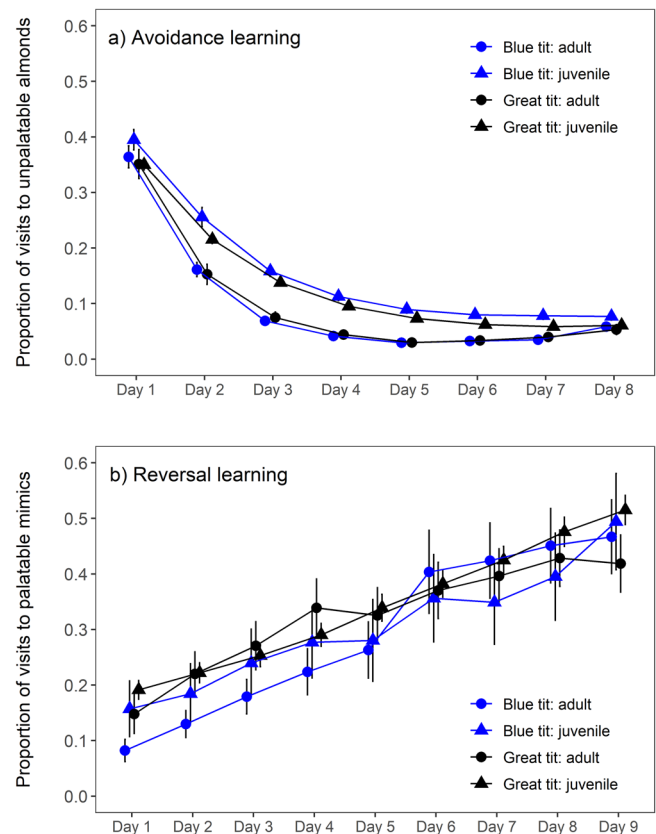 a) Avoidance learning
Blue tit: adult
Blue tit: juvenile
Great tit: adult
Great tit: juvenile
Proportion of visits to unpalatable almonds
0.6
0.5
0.4
0.3
0.2
0.1
0.0
Day 1 Day 2 Day 3 Day 4 Day 5 Day 6 Day 7 Day 8
b) Reversal learning
Proportion of visits to palatable mimics
0.6
0.5
0.4
0.3
0.2
0.1
0.0
Blue tit: adult
Blue tit: juvenile
Great tit: adult
Great tit: juvenile
Day 1 Day 2 Day 3 Day 4 Day 5 Day 6 Day 7 Day 8 Day 9